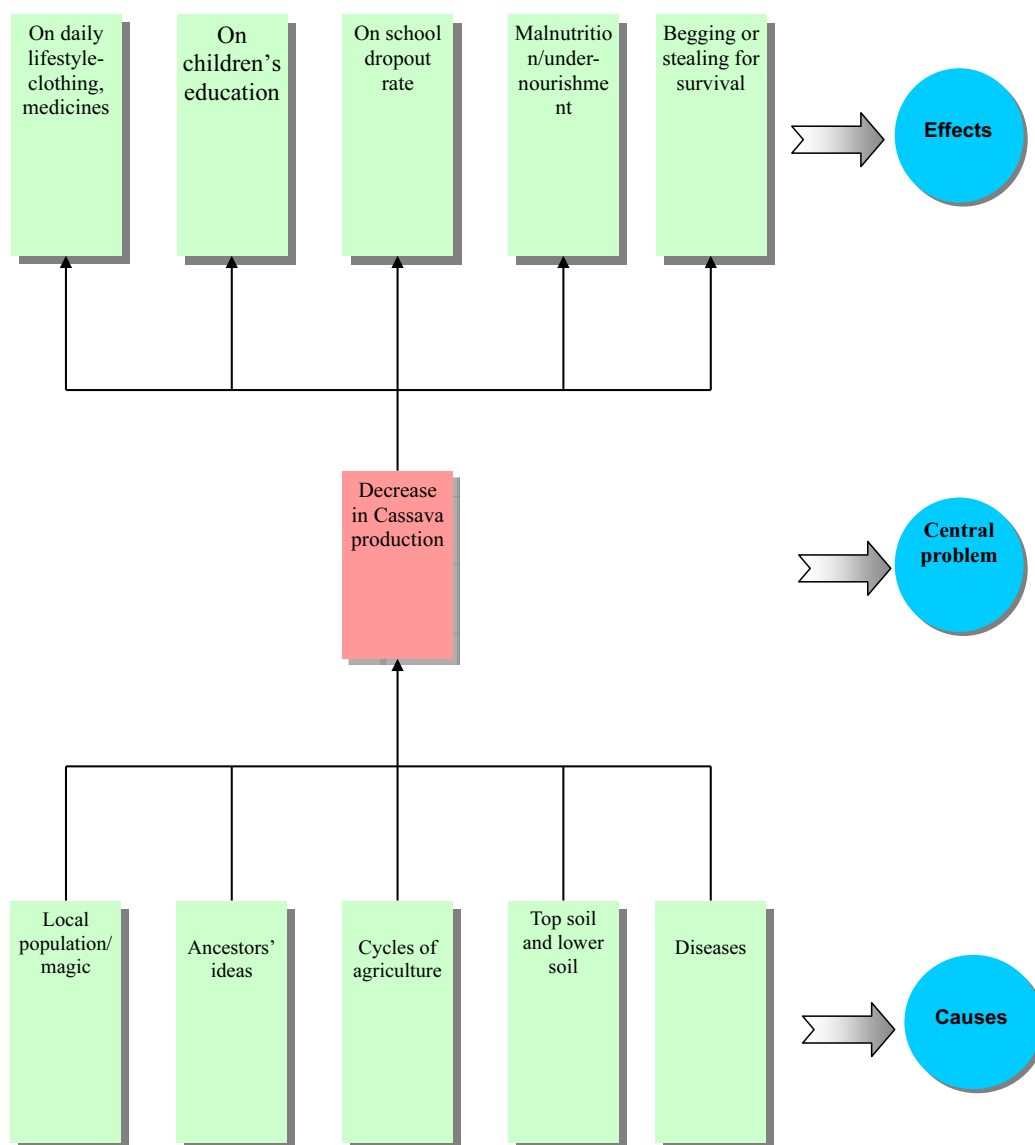 On daily
lifestyle-
clothing,
medicines
On
children's
education
On school
dropout
rate
Malnutritio
n/under-
nourishme
nt
Begging or
stealing for
survival
Effects
Decrease
in Cassava
production
Central
problem
Local
population/
magic
Ancestors'
ideas
Cycles of
agriculture
Top soil
and lower
soil
Diseases
Causes